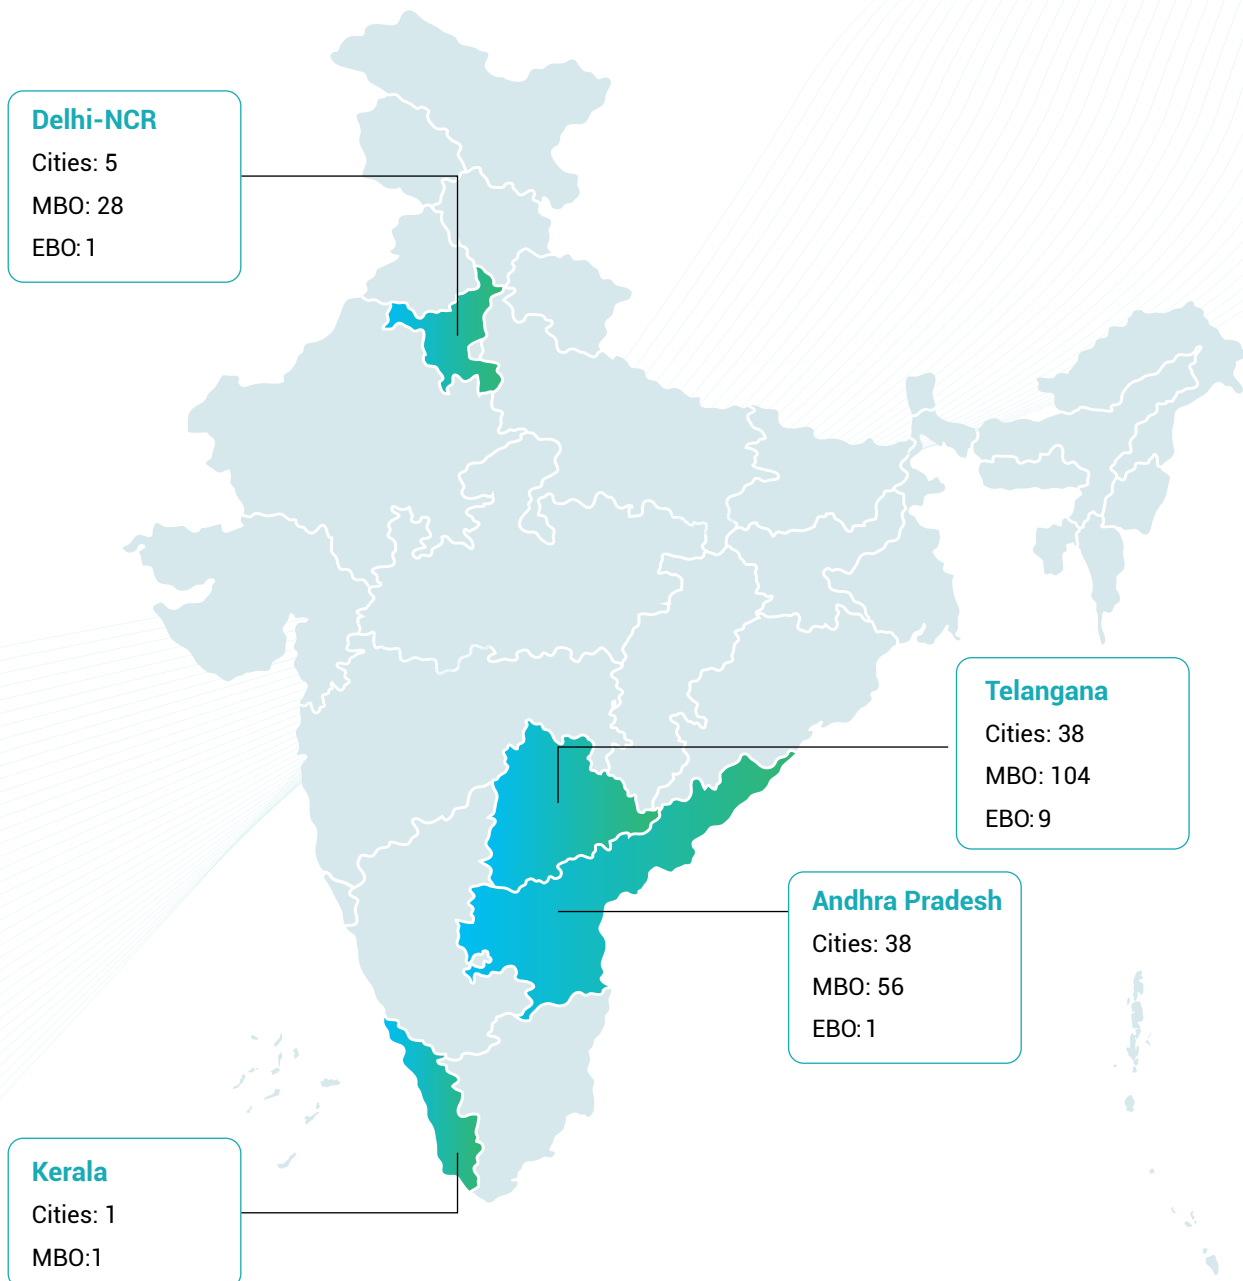 Delhi-NCR
Cities: 5
MBO: 28
EBO: 1
Telangana
Cities: 38
MBO: 104
EBO: 9
Andhra Pradesh
Cities: 38
MBO: 56
EBO: 1
Kerala
Cities: 1
MBO:1